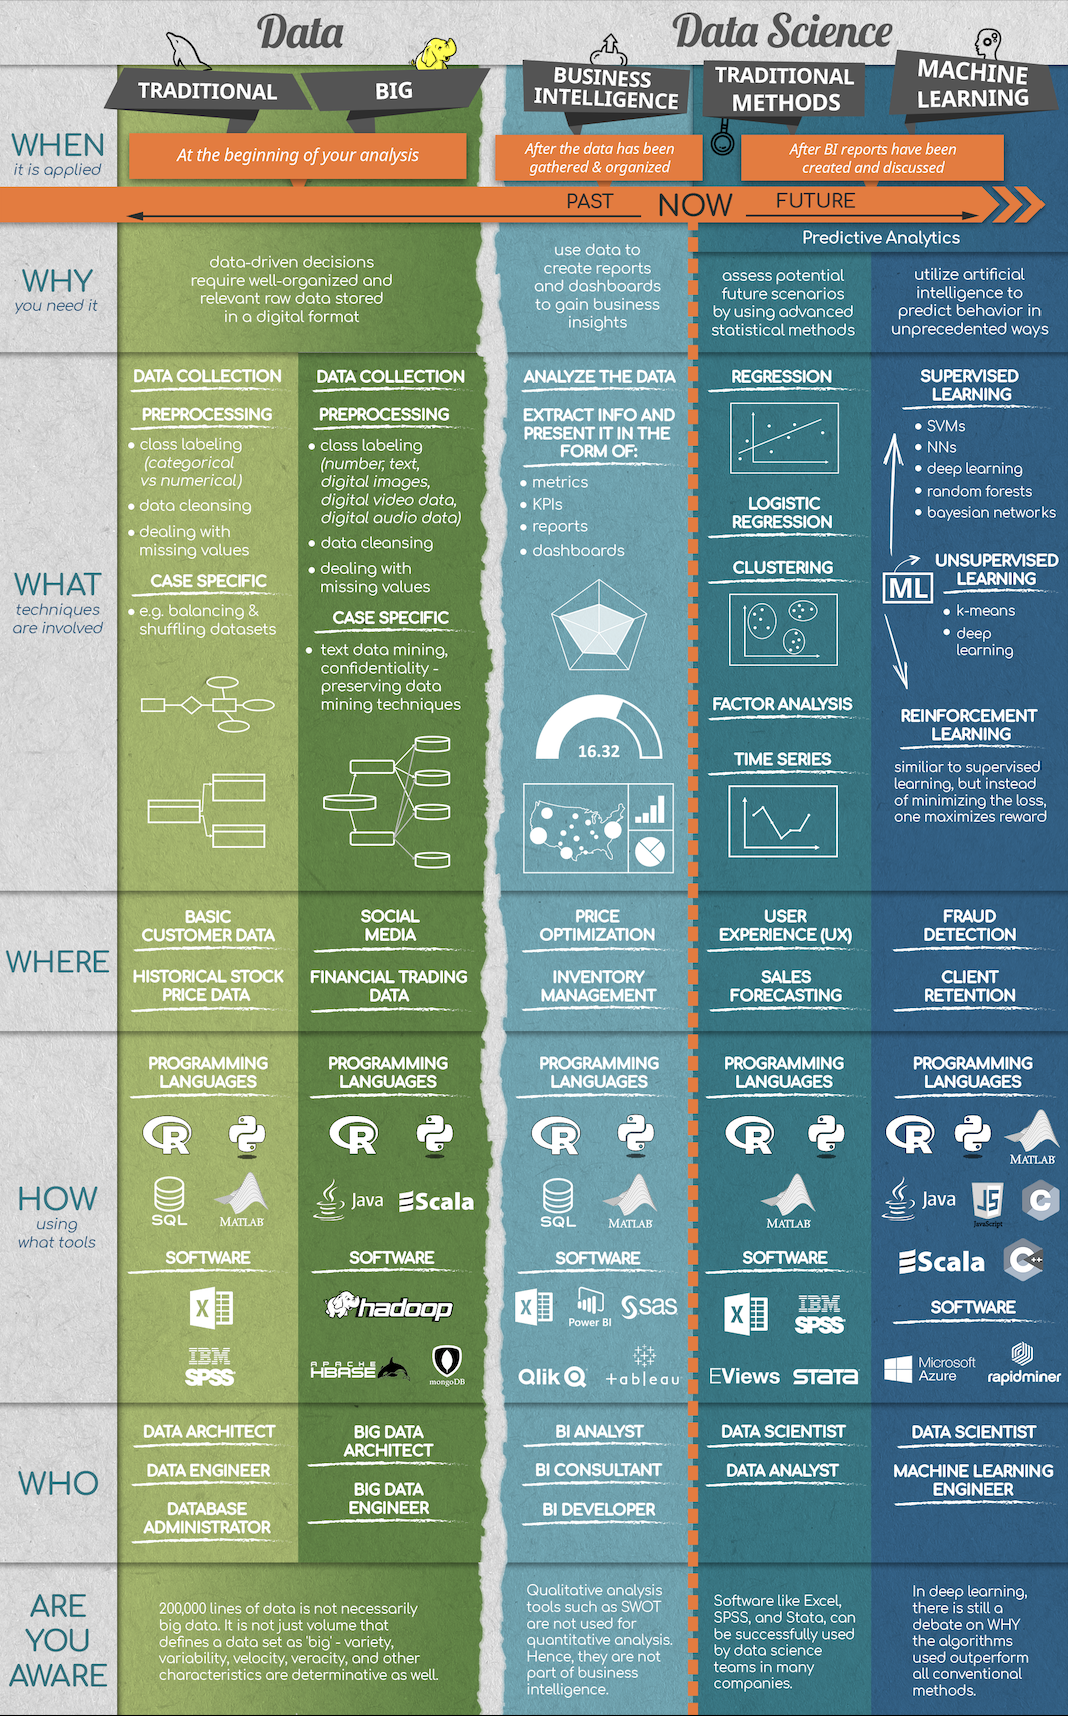 Data
Data Science
TRADITIONAL
BIG
BUSINESS
INTELLIGENCE
TRADITIONAL
METHODS
MACHINE
LEARNING
WHEN
it is applied
At the beginning of your analysis
After the data has been
gathered & organized
After BI reports have been
created and discussed
PAST
NOW
FUTURE
Predictive Analytics
WHY
you need it
data-driven decisions
require well-organized and
relevant raw data stored
in a digital format
use data to
create reports
and dashboards
to gain business
insights
assess potential
future scenarios
by using advanced
statistical methods
utilize artificial
intelligence to
predict behavior in
unprecedented ways
WHAT
techniques
are involved
DATA COLLECTION
PREPROCESSING
• class labeling
(categorical
vs numerical)
• data cleansing
• dealing with
missing values
CASE SPECIFIC
• e.g. balancing &
shuffling datasets
DATA COLLECTION
PREPROCESSING
• class labeling
(number, text,
digital images,
digital video data,
digital audio data)
• data cleansing
• dealing with
missing values
CASE SPECIFIC
• text data mining,
confidentiality -
preserving data
mining techniques
ANALYZE THE DATA
EXTRACT INFO AND
PRESENT IT IN THE
FORM OF:
• metrics
• KPIs
• reports
• dashboards
16.32
REGRESSION
LOGISTIC
REGRESSION
CLUSTERING
FACTOR ANALYSIS
TIME SERIES
SUPERVISED
LEARNING
• SVMs
• NNs
• deep learning
• random forests
• bayesian networks
ML
UNSUPERVISED
LEARNING
• k-means
• deep
learning
REINFORCEMENT
LEARNING
similiar to supervised
learning, but instead
of minimizing the loss,
one maximizes reward
WHERE
BASIC
CUSTOMER DATA
HISTORICAL STOCK
PRICE DATA
SOCIAL
MEDIA
FINANCIAL TRADING
DATA
PRICE
OPTIMIZATION
INVENTORY
MANAGEMENT
USER
EXPERIENCE (UX)
SALES
FORECASTING
FRAUD
DETECTION
CLIENT
RETENTION
HOW
using
what tools
PROGRAMMING
LANGUAGES
R
SQL
MATLAB
SOFTWARE
X
IBM
SPSS
PROGRAMMING
LANGUAGES
R
Java
Scala
SOFTWARE
hadoop
APACHE
HBASE
mongoDB
PROGRAMMING
LANGUAGES
R
SQL
MATLAB
SOFTWARE
X
Power BI
sas
Qlik
+ableau
PROGRAMMING
LANGUAGES
R
MATLAB
SOFTWARE
X
IBM
SPSS
EViews
STATA
PROGRAMMING
LANGUAGES
R
MATLAB
Java
JS
JavaScript
C
Scala
C++
SOFTWARE
Microsoft
Azure
rapidminer
WHO
DATA ARCHITECT
DATA ENGINEER
DATABASE
ADMINISTRATOR
BIG DATA
ARCHITECT
BIG DATA
ENGINEER
BI ANALYST
BI CONSULTANT
BI DEVELOPER
DATA SCIENTIST
DATA ANALYST
DATA SCIENTIST
MACHINE LEARNING
ENGINEER
ARE
YOU
AWARE
200,000 lines of data is not necessarily
big data. It is not just volume that
defines a data set as 'big' - variety,
variability, velocity, veracity, and other
characteristics are determinative as well.
Qualitative analysis
tools such as SWOT
are not used for
quantitative analysis.
Hence, they are not
part of business
intelligence.
Software like Excel,
SPSS, and Stata, can
be successfully used
by data science
teams in many
companies.
In deep learning,
there is still a
debate on WHY
the algorithms
used outperform
all conventional
methods.